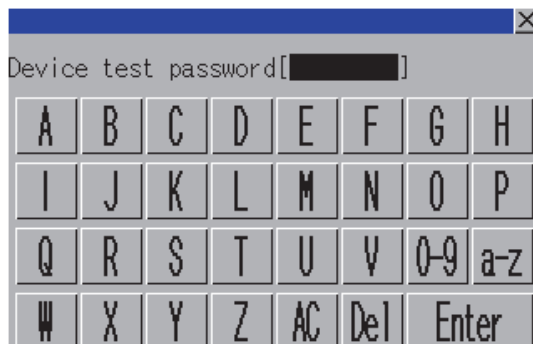 Device test password[ ]
A B C D E F G H
I J K L M N O P
Q R S T U V 0-9 a-z
W X Y Z AC Del Enter